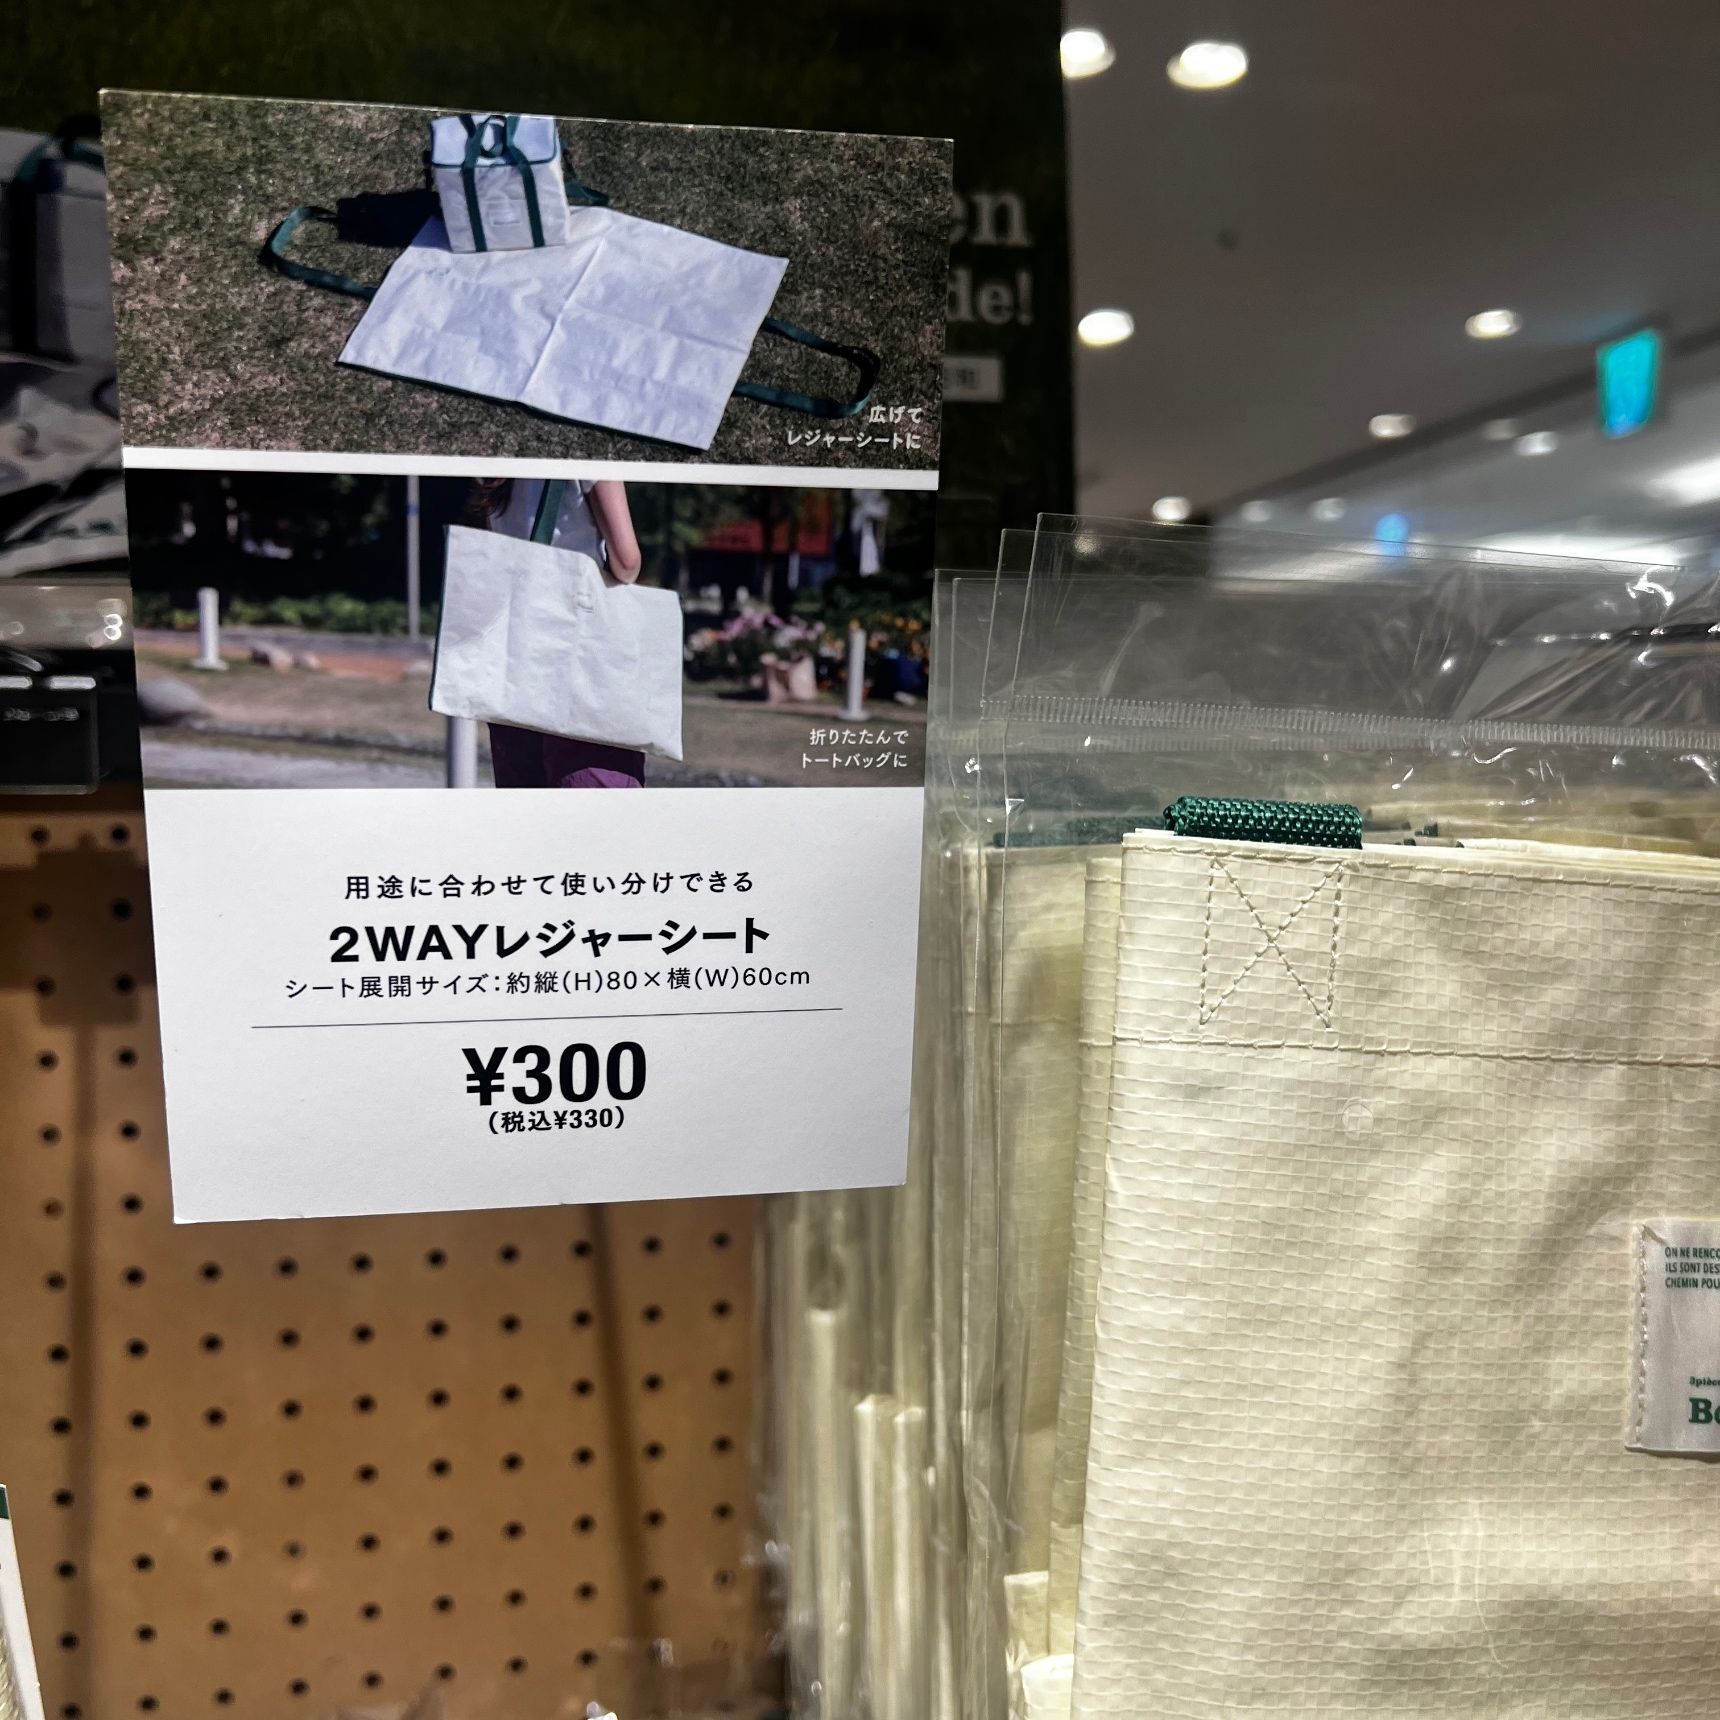 en
de!
広げて
レジャーシートに
折りたたんで
トートバッグに
用途に合わせて使い分けできる
2WAYレジャーシート
シート展開サイズ：約縦(H)80×横(W)60cm
¥300
(税込¥330)
ON NE RENCO
ILS SONT DES
CHEMIN POU
3pièc